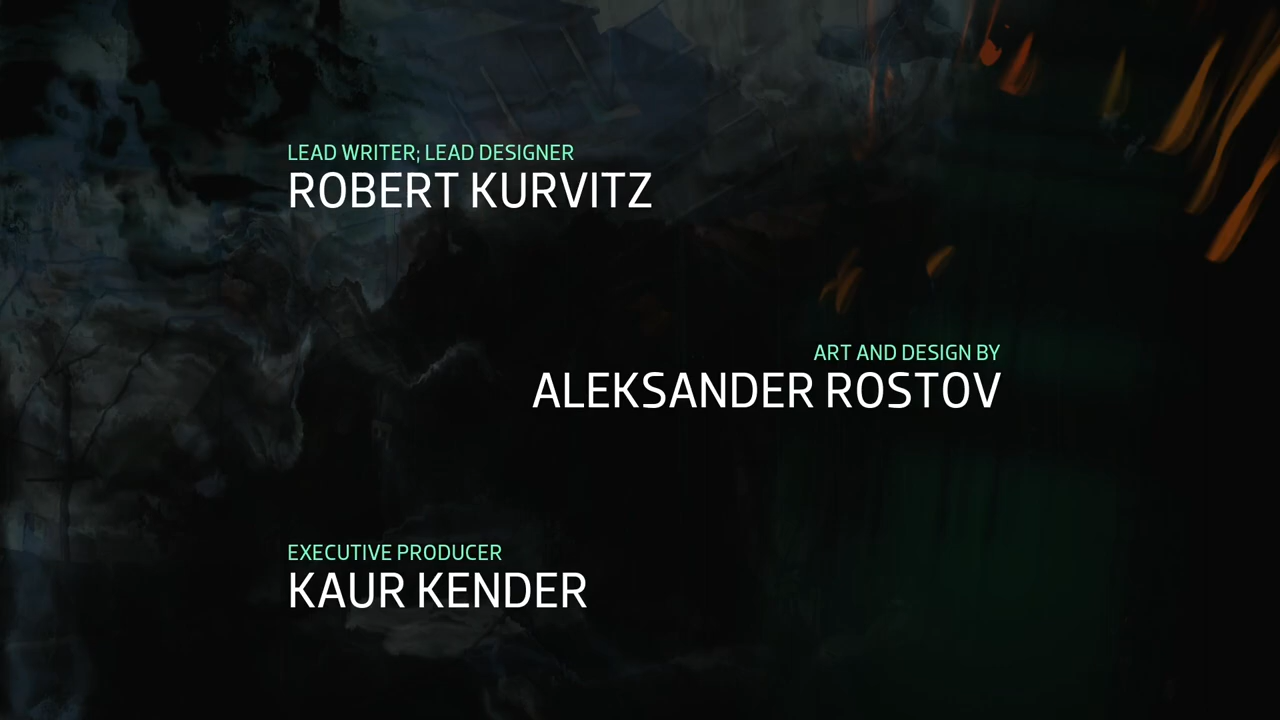 LEAD WRITER; LEAD DESIGNER
ROBERT KURVITZ
ART AND DESIGN BY
ALEKSANDER ROSTOV
EXECUTIVE PRODUCER
KAUR KENDER